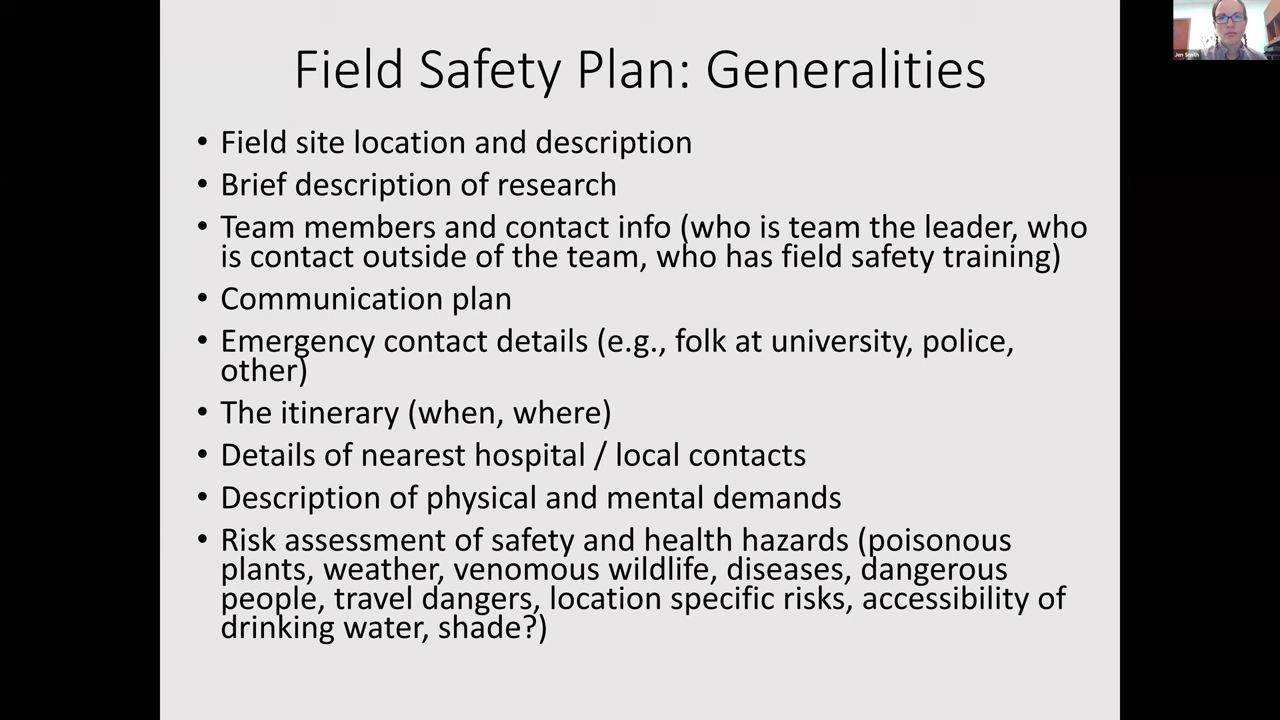 Field Safety Plan: Generalities
• Field site location and description
• Brief description of research
• Team members and contact info (who is team the leader, who
is contact outside of the team, who has field safety training)
• Communication plan
• Emergency contact details (e.g., folk at university, police,
other)
• The itinerary (when, where)
• Details of nearest hospital / local contacts
• Description of physical and mental demands
• Risk assessment of safety and health hazards (poisonous
plants, weather, venomous wildlife, diseases, dangerous
people, travel dangers, location specific risks, accessibility of
drinking water, shade?)
Jen Smith